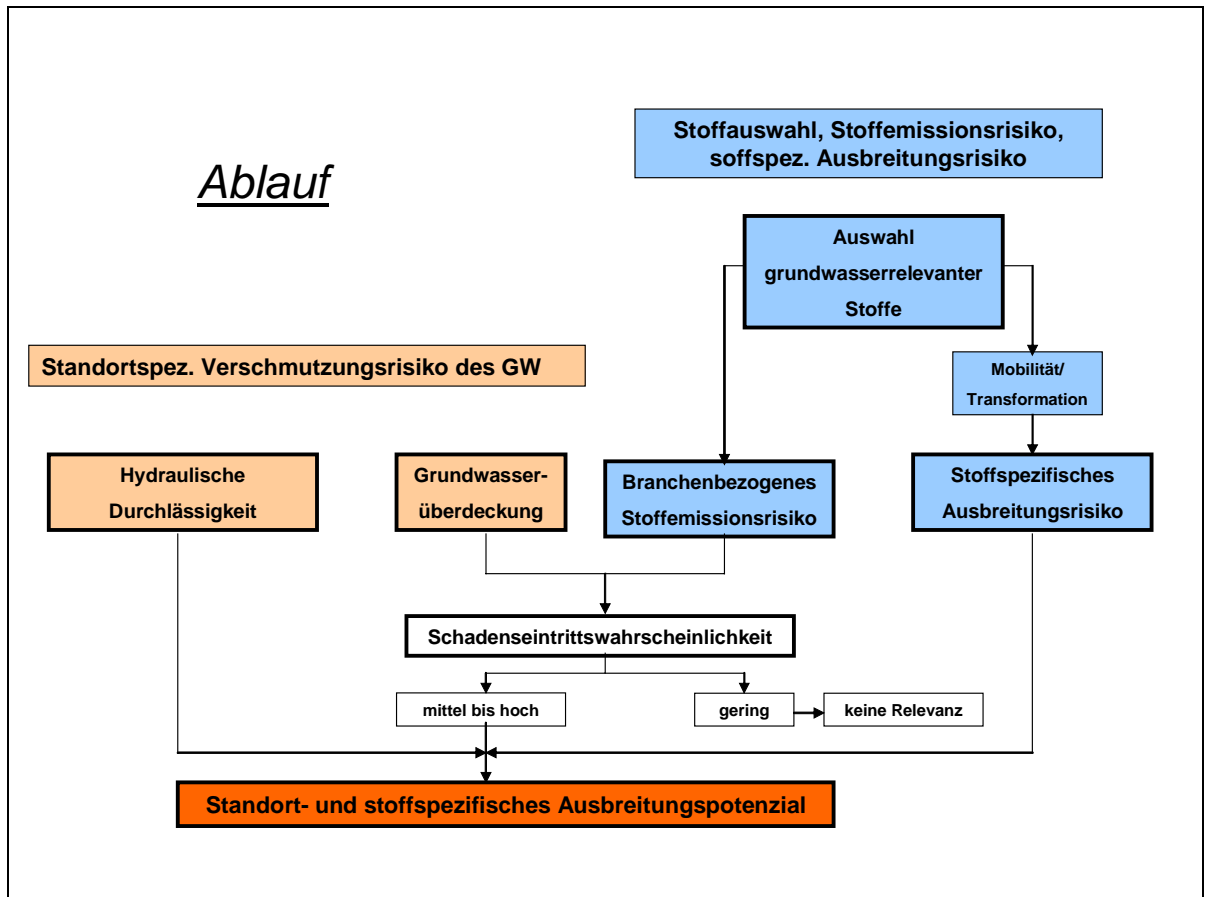 Stoffauswahl, Stoffemissionsrisiko,
soffspez. Ausbreitungsrisiko
Ablauf
Auswahl
grundwasserrelevanter
Stoffe
Standortspez. Verschmutzungsrisiko des GW
Mobilität/
Transformation
Hydraulische
Durchlässigkeit
Grundwasser-
überdeckung
Branchenbezogenes
Stoffemissionsrisiko
Stoffspezifisches
Ausbreitungsrisiko
Schadenseintrittswahrscheinlichkeit
mittel bis hoch
gering
keine Relevanz
Standort- und stoffspezifisches Ausbreitungspotenzial